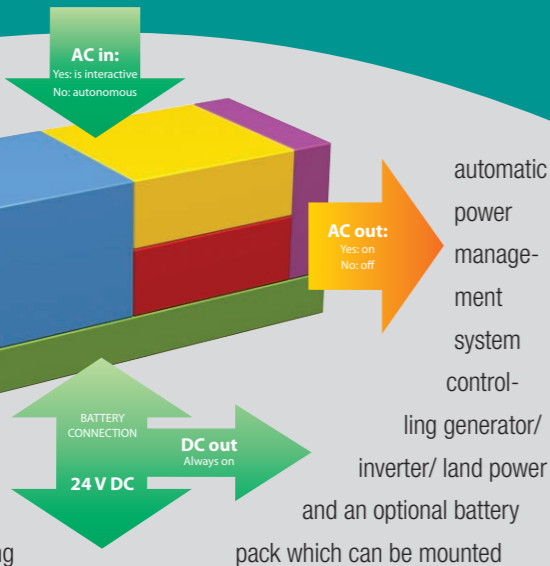 AC in:
Yes: is interactive
No: autonomous
AC out:
Yes: on
No: off
BATTERY
CONNECTION
24 V DC
DC out
Always on
automatic
power
manage-
ment
system
control-
ling generator/
inverter/ land power
and an optional battery
pack which can be mounted